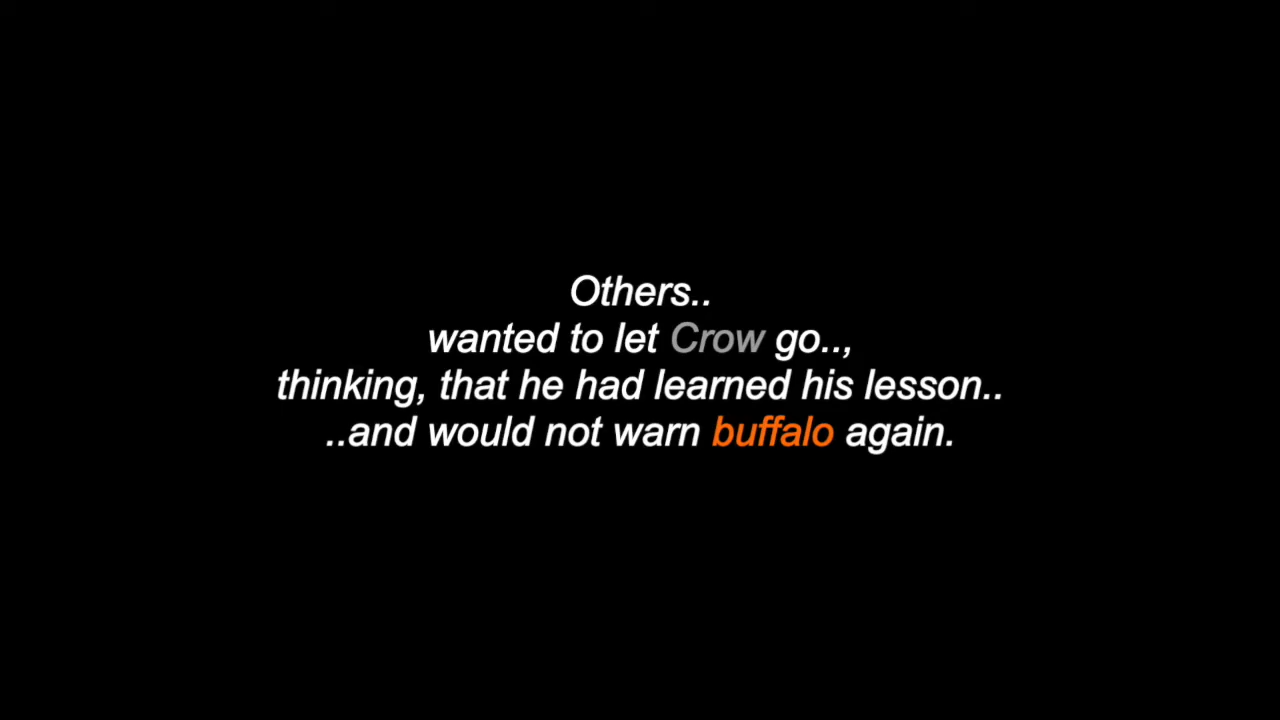 Others..
wanted to let Crow go..,
thinking, that he had learned his lesson..
..and would not warn buffalo again.